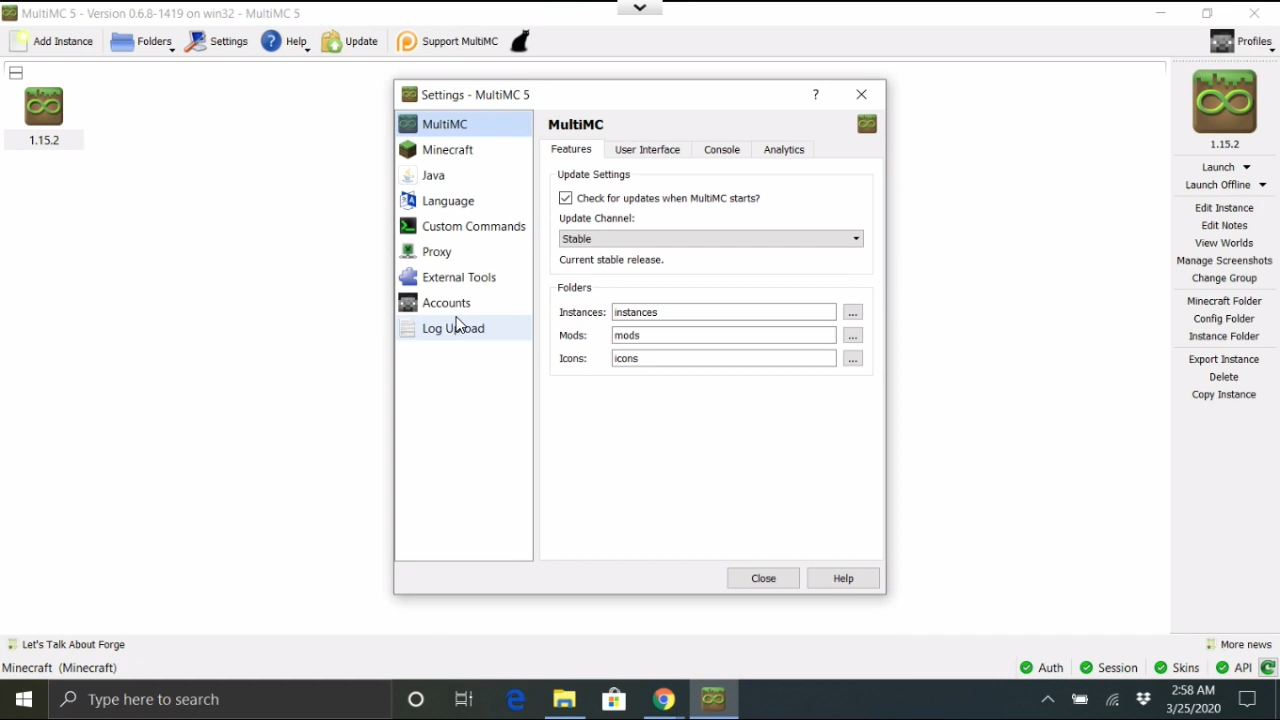 MultiMC 5 - Version 0.6.8-1419 on win32 - MultiMC 5
Add Instance Folders Settings Help Update Support MultiMC Profiles
1.15.2
Settings - MultiMC 5 ?
MultiMC
Minecraft
Java
Language
Custom Commands
Proxy
External Tools
Accounts
MultiMC
Features User Interface Console Analytics
Update Settings
Check for updates when MultiMC starts?
Update Channel:
Stable
Current stable release.
Folders
Instances: instances ...
Mods: mods ...
Icons: icons ...
Close Help
1.15.2
Launch
Launch Offline
Edit Instance
Edit Notes
View Worlds
Manage Screenshots
Change Group
Minecraft Folder
Config Folder
Instance Folder
Export Instance
Delete
Copy Instance
Let's Talk About Forge More news
Minecraft (Minecraft) Auth Session Skins API
Type here to search
2:58 AM
3/25/2020